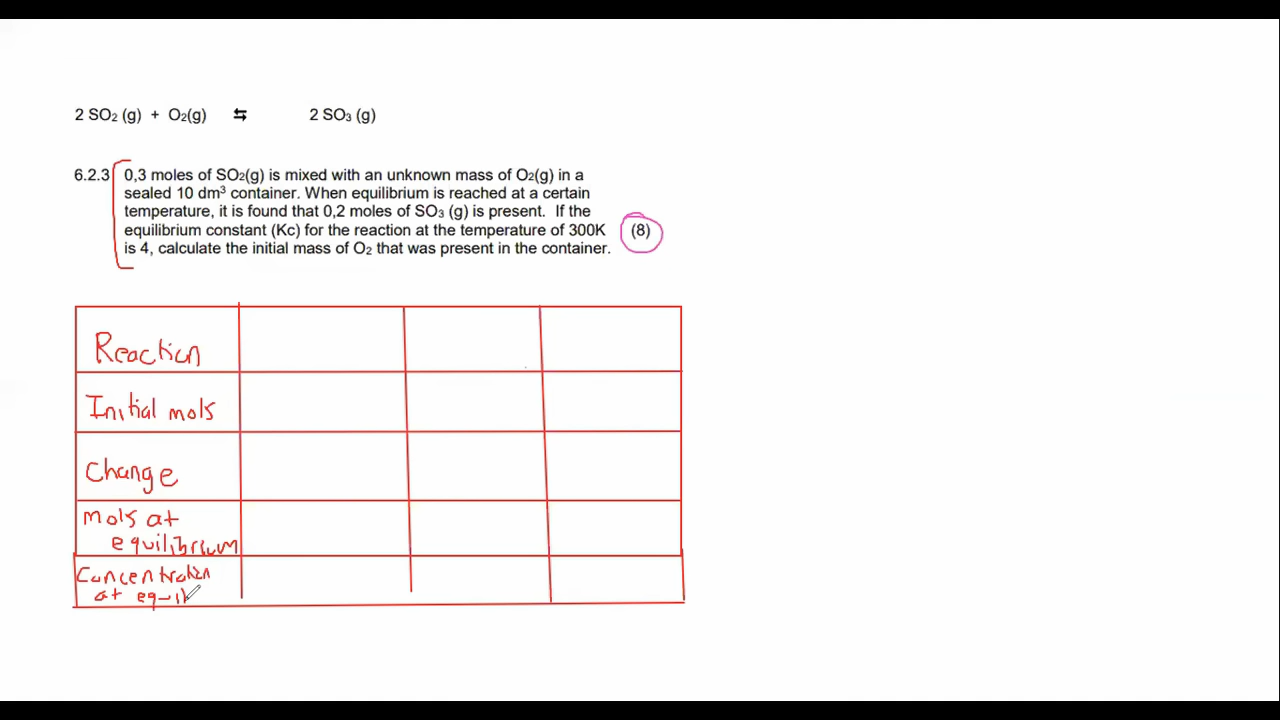 2 SO₂ (g) + O₂(g) ⇆ 2 SO₃ (g)
6.2.3 0,3 moles of SO₂(g) is mixed with an unknown mass of O₂(g) in a
sealed 10 dm³ container. When equilibrium is reached at a certain
temperature, it is found that 0,2 moles of SO₃ (g) is present. If the
equilibrium constant (Kc) for the reaction at the temperature of 300K (8)
is 4, calculate the initial mass of O₂ that was present in the container.
Reaction
Initial mols
Change
Mols at
equilibrium
Concentration
at equil